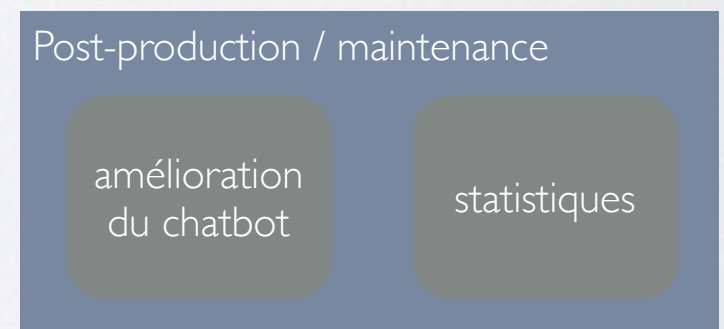 Post-production / maintenance
amélioration
du chatbot
statistiques